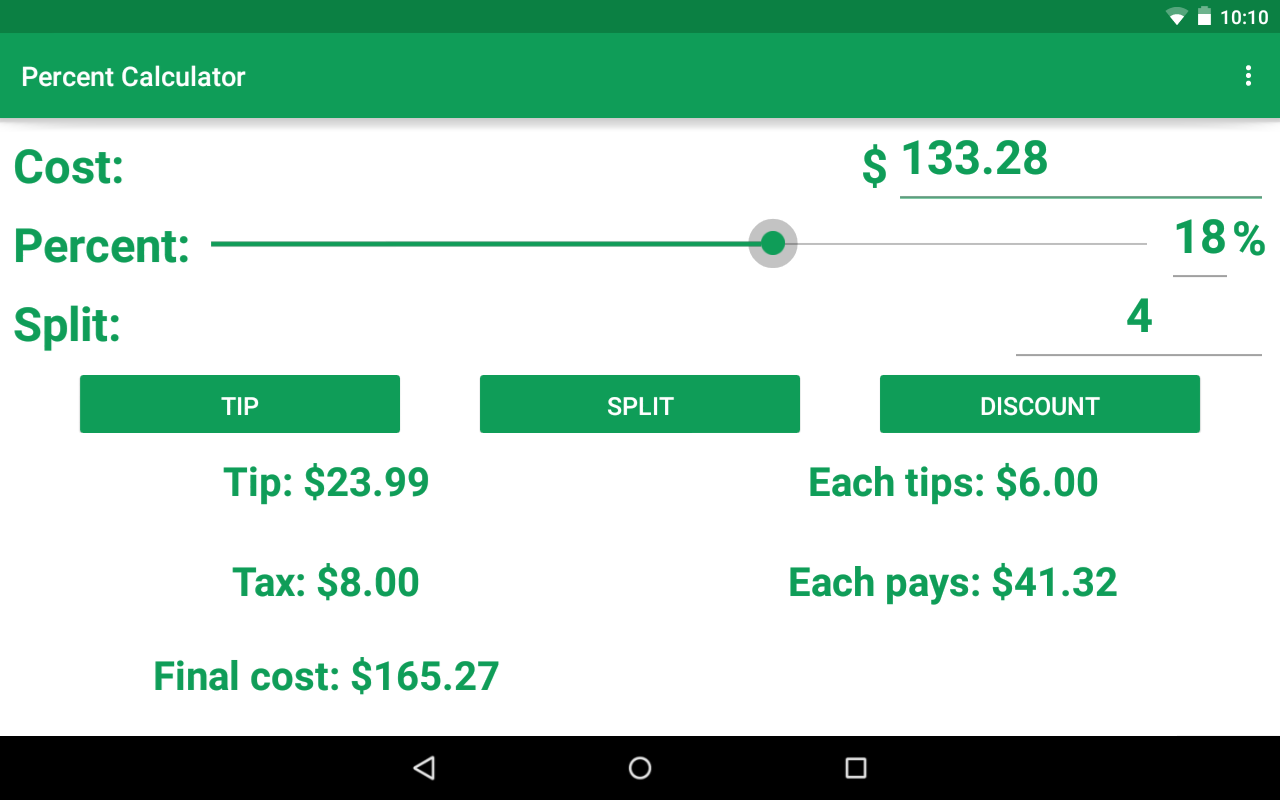 10:10
Percent Calculator
Cost: $ 133.28
Percent: 18 %
Split: 4
TIP SPLIT DISCOUNT
Tip: $23.99 Each tips: $6.00
Tax: $8.00 Each pays: $41.32
Final cost: $165.27